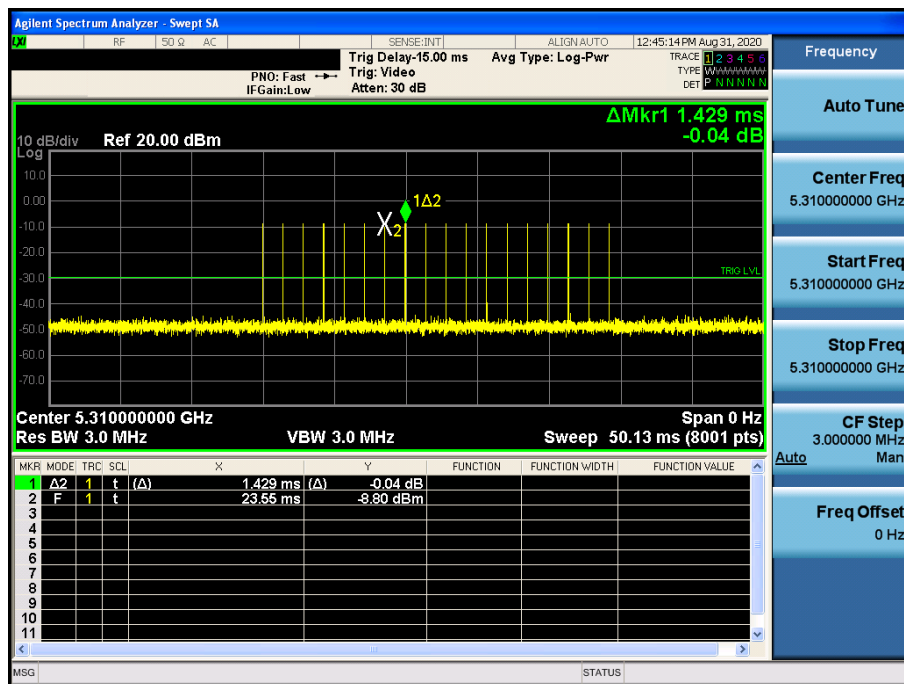 Agilent Spectrum Analyzer - Swept SA
LXI RF 50 Ω AC SENSE:INT ALIGN AUTO 12:45:14 PM Aug 31, 2020
Trig Delay-15.00 ms Avg Type: Log-Pwr TRACE 1 2 3 4 5 6
PNO: Fast Trig: Video TYPE WWWWWW
IFGain:Low Atten: 30 dB DET P N N N N N
ΔMkr1 1.429 ms
-0.04 dB
10 dB/div Ref 20.00 dBm
Log
10.0
0.00
1Δ2
X2
-10.0
-20.0
TRIG LVL
-30.0
-40.0
-50.0
-60.0
-70.0
Center 5.310000000 GHz Span 0 Hz
Res BW 3.0 MHz VBW 3.0 MHz Sweep 50.13 ms (8001 pts)
MKR MODE TRC SCL X Y FUNCTION FUNCTION WIDTH FUNCTION VALUE
1 Δ2 1 t (Δ) 1.429 ms (Δ) -0.04 dB
2 F 1 t 23.55 ms -8.80 dBm
3
4
5
6
7
8
9
10
11
MSG STATUS
Frequency
Auto Tune
Center Freq
5.310000000 GHz
Start Freq
5.310000000 GHz
Stop Freq
5.310000000 GHz
CF Step
3.000000 MHz
Auto Man
Freq Offset
0 Hz